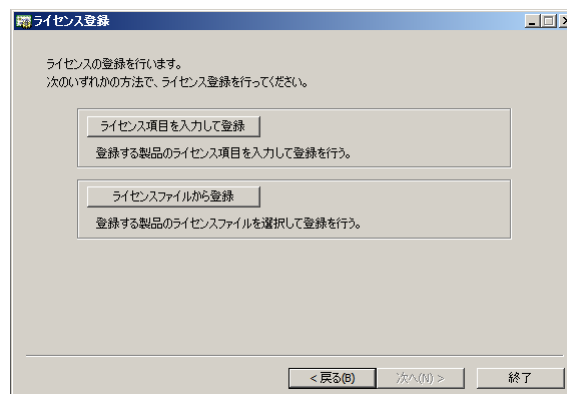 ライセンス登録
ライセンスの登録を行います。
次のいずれかの方法で、ライセンス登録を行ってください。
ライセンス項目を入力して登録
登録する製品のライセンス項目を入力して登録を行う。
ライセンスファイルから登録
登録する製品のライセンスファイルを選択して登録を行う。
< 戻る(B) 次へ(N) > 終了